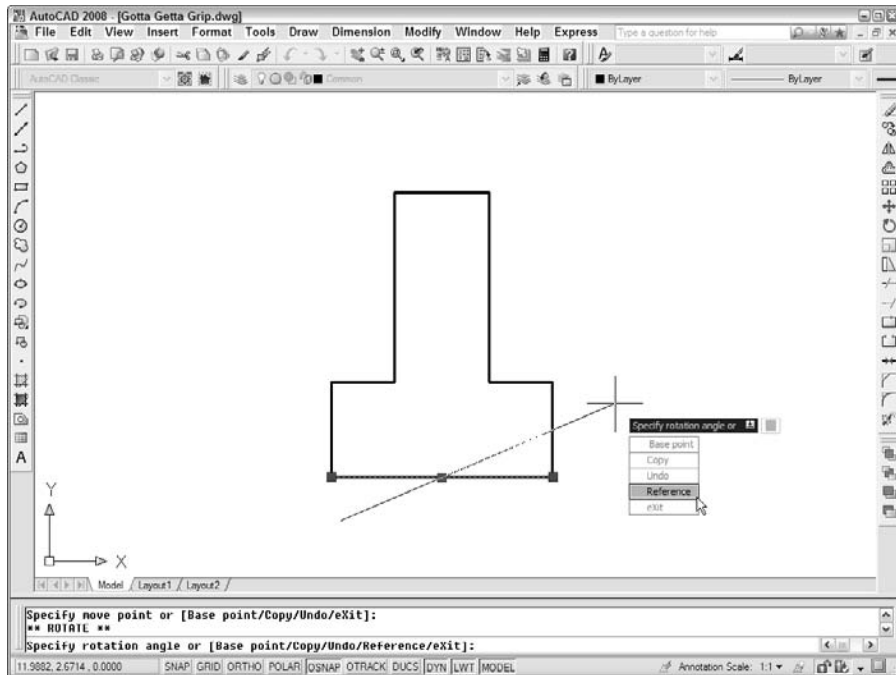 AutoCAD 2008 - [Gotta Getta Grip.dwg]
File Edit View Insert Format Tools Draw Dimension Modify Window Help Express Type a question for help
AutoCAD Classic Common ByLayer ByLayer
A
Specify rotation angle or
Base point
Copy
Undo
Reference
eXit
Y
X
Model Layout1 Layout2
Specify move point or [Base point/Copy/Undo/eXit]:
** ROTATE **
Specify rotation angle or [Base point/Copy/Undo/Reference/eXit]:
11.9882, 2.6714 , 0.0000 SNAP GRID ORTHO POLAR OSNAP OTRACK DUCS DYN LWT MODEL Annotation Scale: 1:1